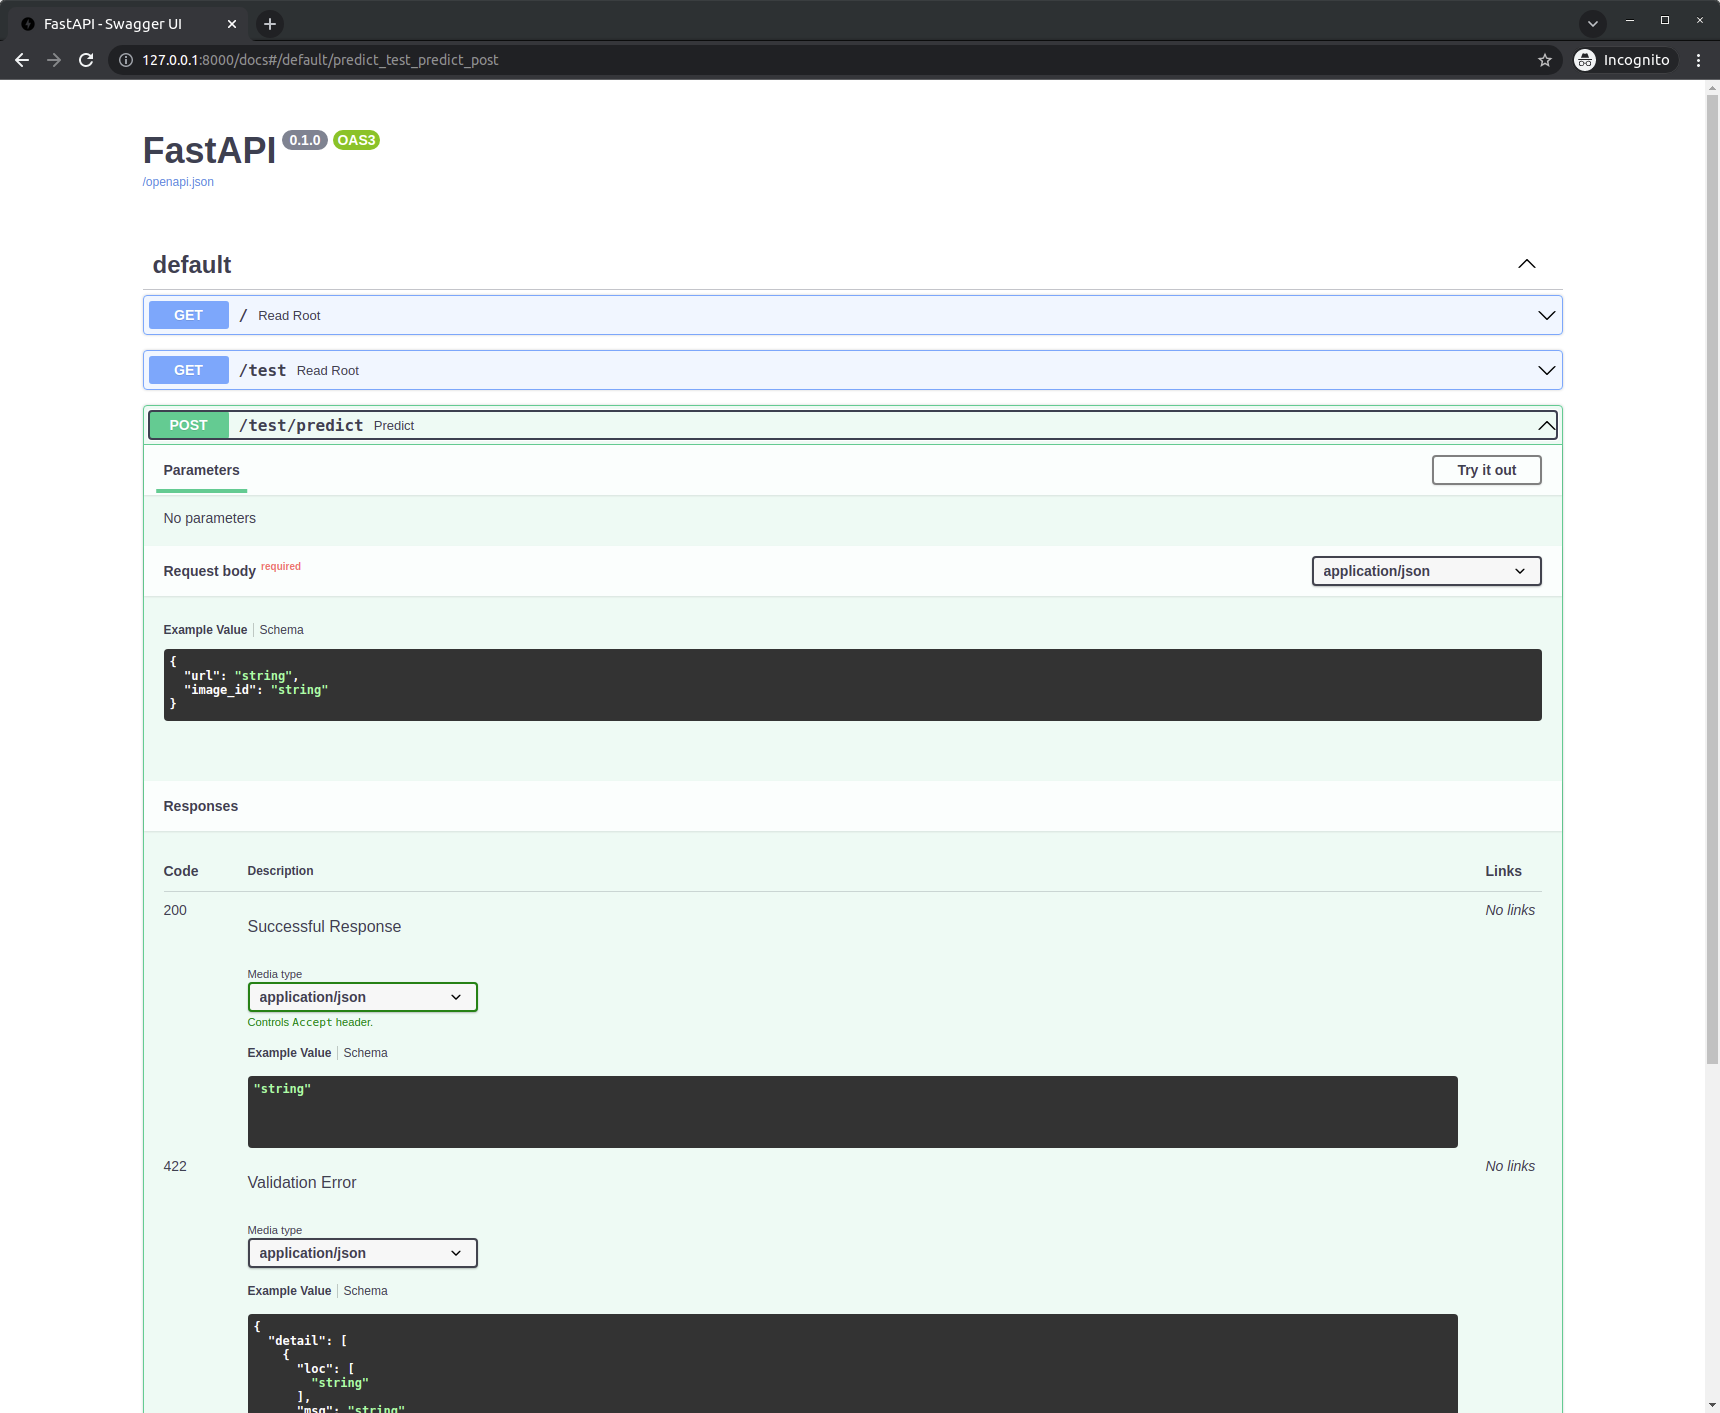 FastAPI - Swagger UI
127.0.0.1:8000/docs#/default/predict_test_predict_post
Incognito
FastAPI 0.1.0 OAS3
/openapi.json
default
GET / Read Root
GET /test Read Root
POST /test/predict Predict
Parameters
Try it out
No parameters
Request body required
application/json
Example Value Schema
{
"url": "string",
"image_id": "string"
}
Responses
Code Description Links
200 No links
Successful Response
Media type
application/json
Controls Accept header.
Example Value Schema
"string"
422 No links
Validation Error
Media type
application/json
Example Value Schema
{
"detail": [
{
"loc": [
"string"
],
"msg": "string"